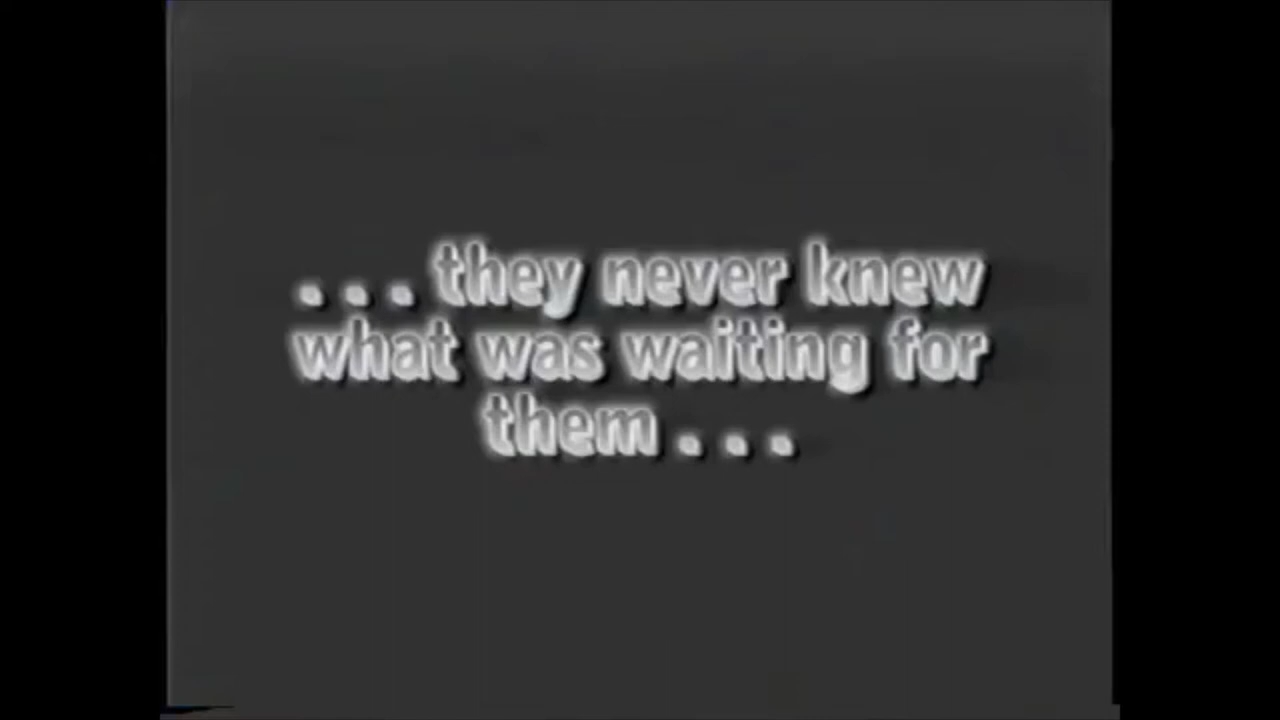 . . . they never knew
what was waiting for
them . . .